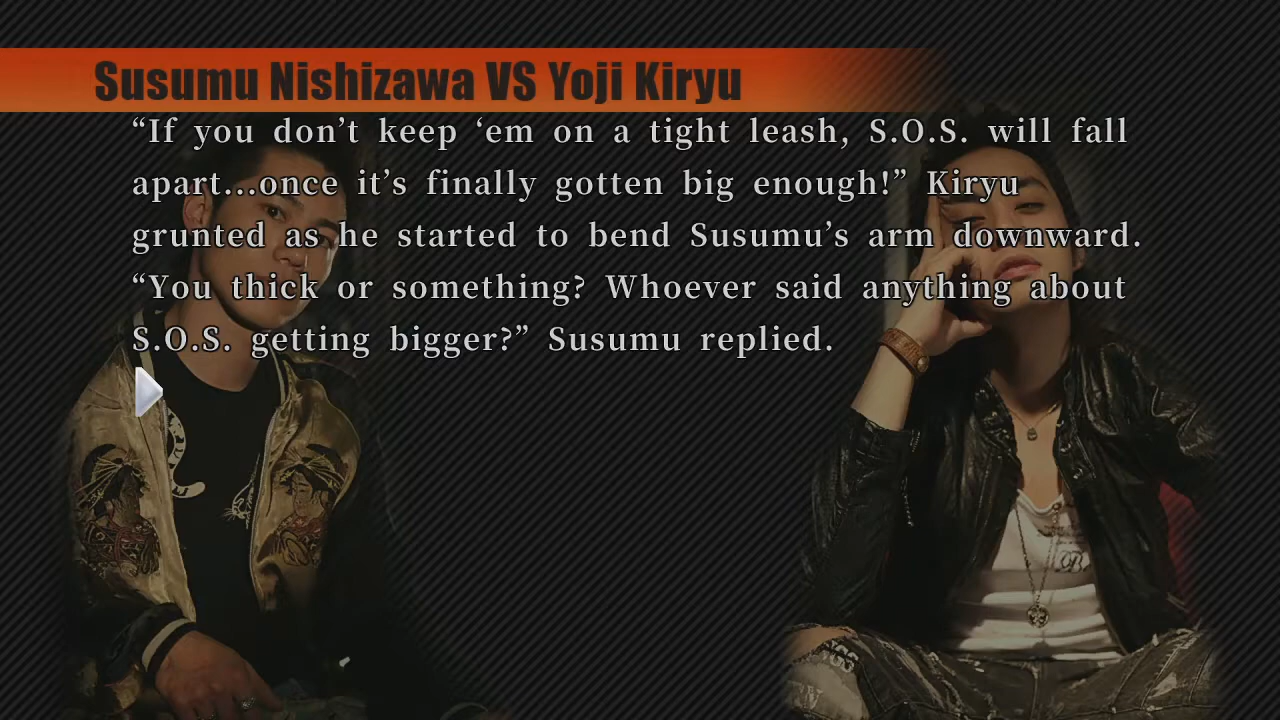 Susumu Nishizawa VS Yoji Kiryu
“If you don’t keep ‘em on a tight leash, S.O.S. will fall
apart...once it’s finally gotten big enough!” Kiryu
grunted as he started to bend Susumu’s arm downward.
“You thick or something? Whoever said anything about
S.O.S. getting bigger?” Susumu replied.